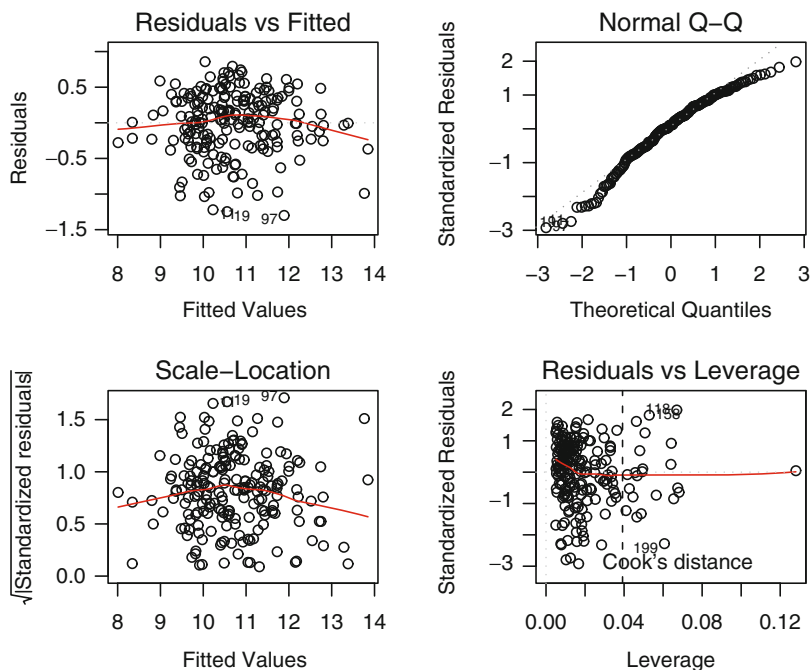 Residuals vs Fitted
Residuals
0.5
−0.5
−1.5
119
97
8 9 10 11 12 13 14
Fitted Values
Normal Q−Q
Standardized Residuals
2
1
−1
−3
−3 −2 −1 0 1 2 3
Theoretical Quantiles
Scale−Location
√|Standardized residuals|
1.5
1.0
0.5
0.0
119
97
8 9 10 11 12 13 14
Fitted Values
Residuals vs Leverage
Standardized Residuals
2
1
−1
−3
118
158
199
Cook's distance
0.00 0.04 0.08 0.12
Leverage